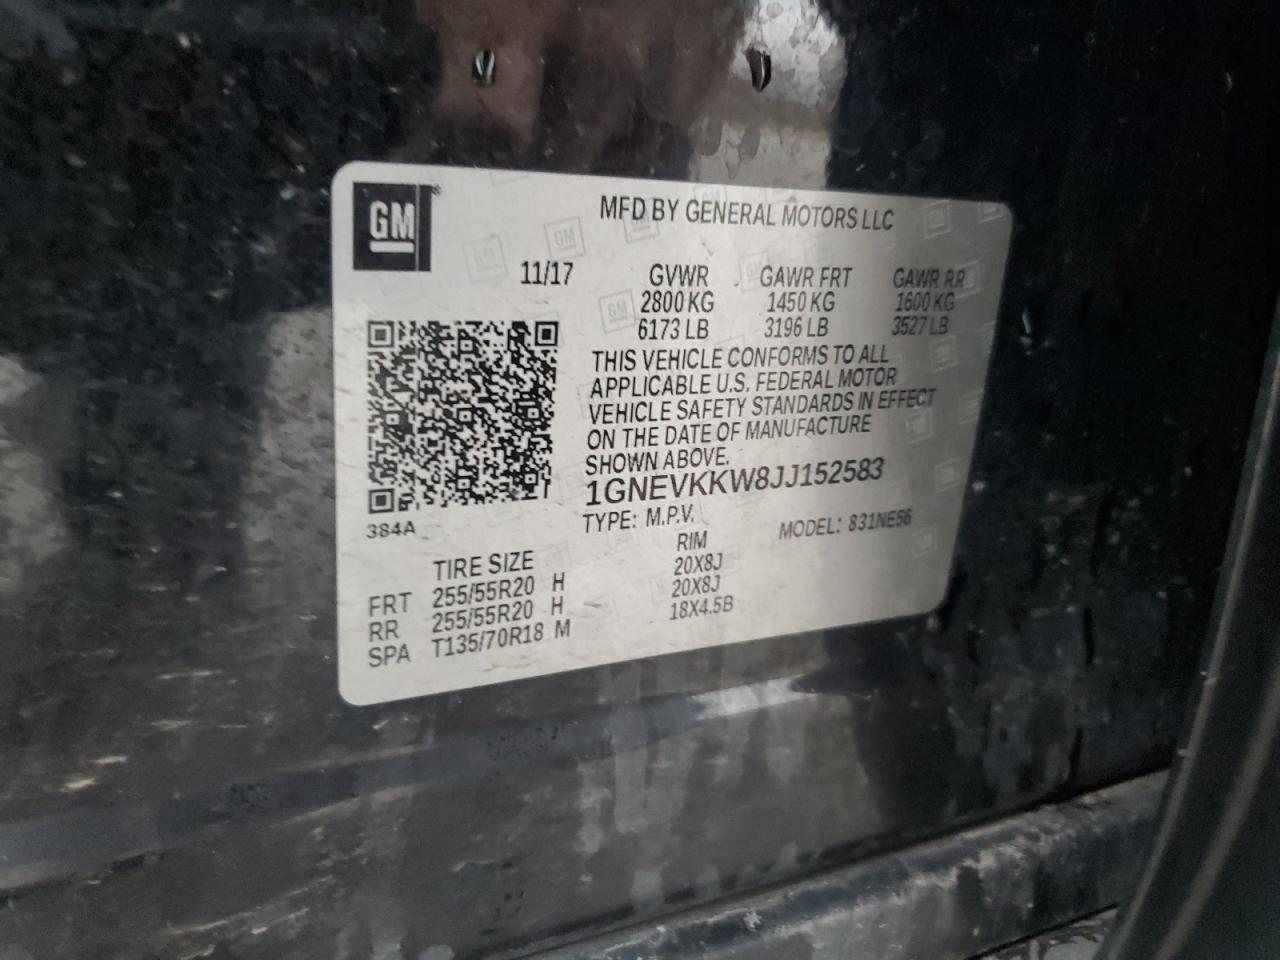 GM
MFD BY GENERAL MOTORS LLC
11/17 GVWR GAWR FRT GAWR RR
2800 KG 1450 KG 1600 KG
6173 LB 3196 LB 3527 LB
THIS VEHICLE CONFORMS TO ALL
APPLICABLE U.S. FEDERAL MOTOR
VEHICLE SAFETY STANDARDS IN EFFECT
ON THE DATE OF MANUFACTURE
SHOWN ABOVE.
1GNEVKKW8JJ152583
384A
TYPE: M.P.V. MODEL: 831NE56
TIRE SIZE RIM
FRT 255/55R20 H 20X8J
RR 255/55R20 H 20X8J
SPA T135/70R18 M 18X4.5B